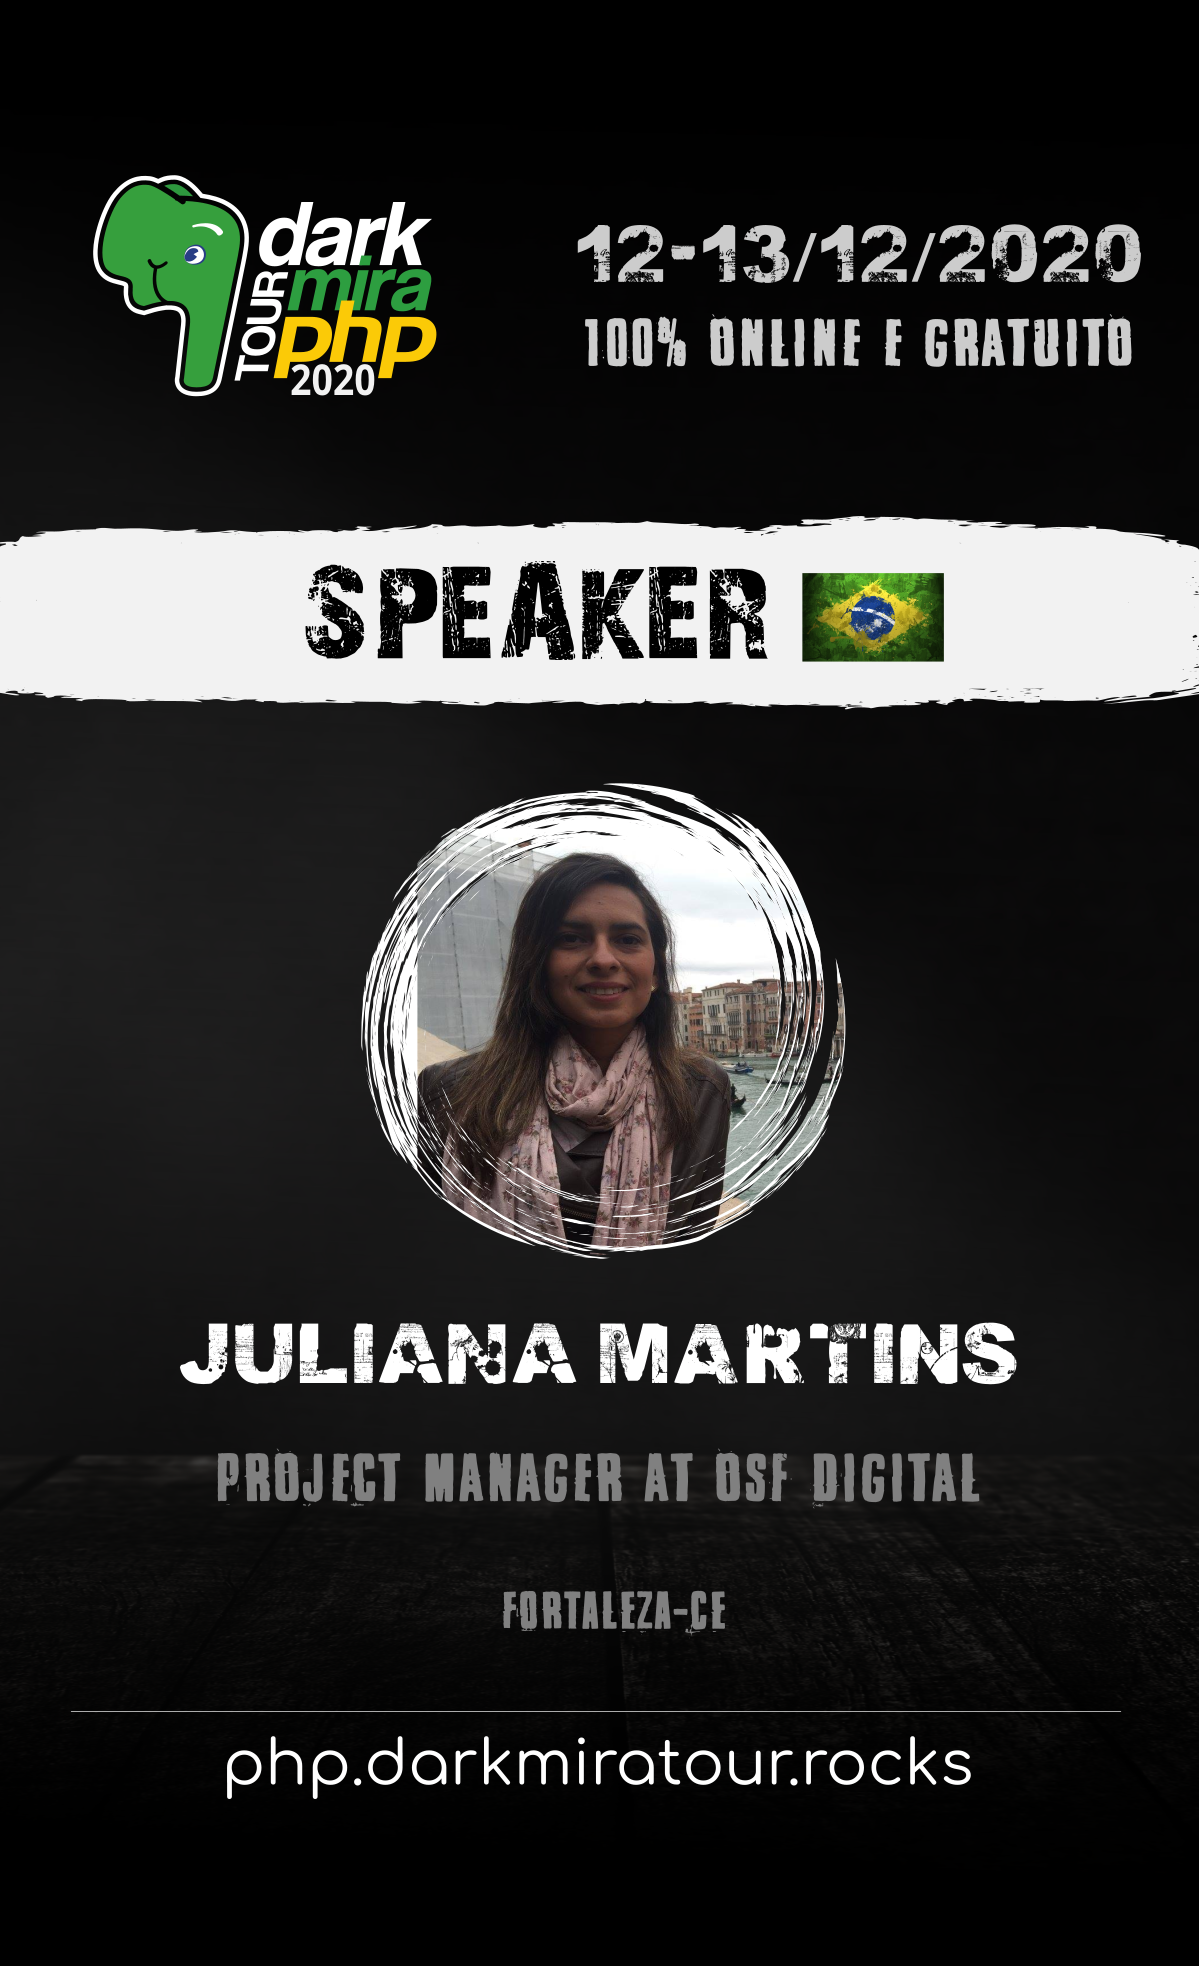 dark
mira
php
TOUR
2020
12-13/12/2020
100% ONLINE E GRATUITO
SPEAKER
JULIANA MARTINS
PROJECT MANAGER AT OSF DIGITAL
FORTALEZA-CE
php.darkmiratour.rocks